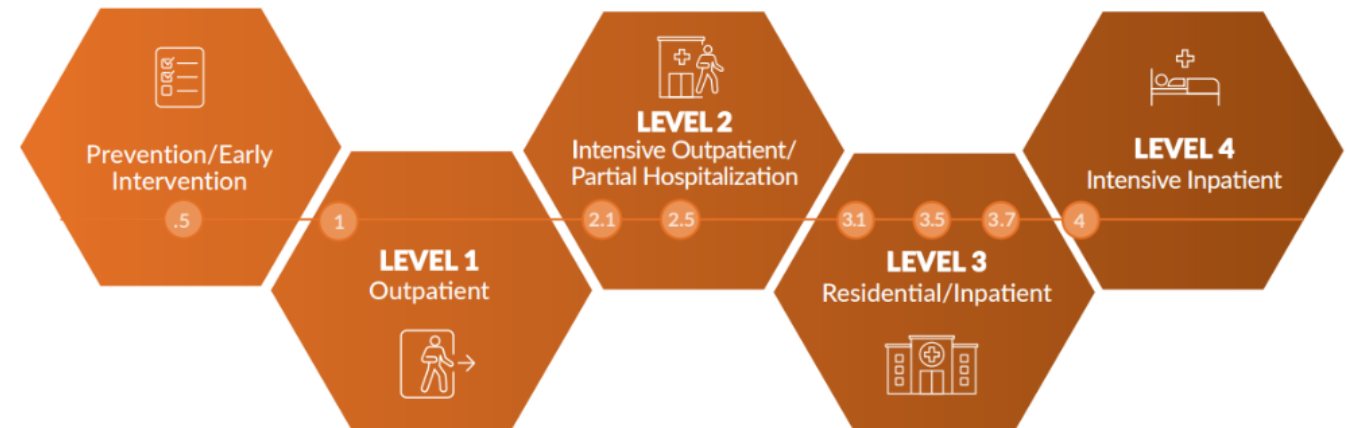 Prevention/Early
Intervention
.5
1
LEVEL 1
Outpatient
LEVEL 2
Intensive Outpatient/
Partial Hospitalization
2.1
2.5
3.1
3.5
3.7
LEVEL 3
Residential/Inpatient
LEVEL 4
Intensive Inpatient
4